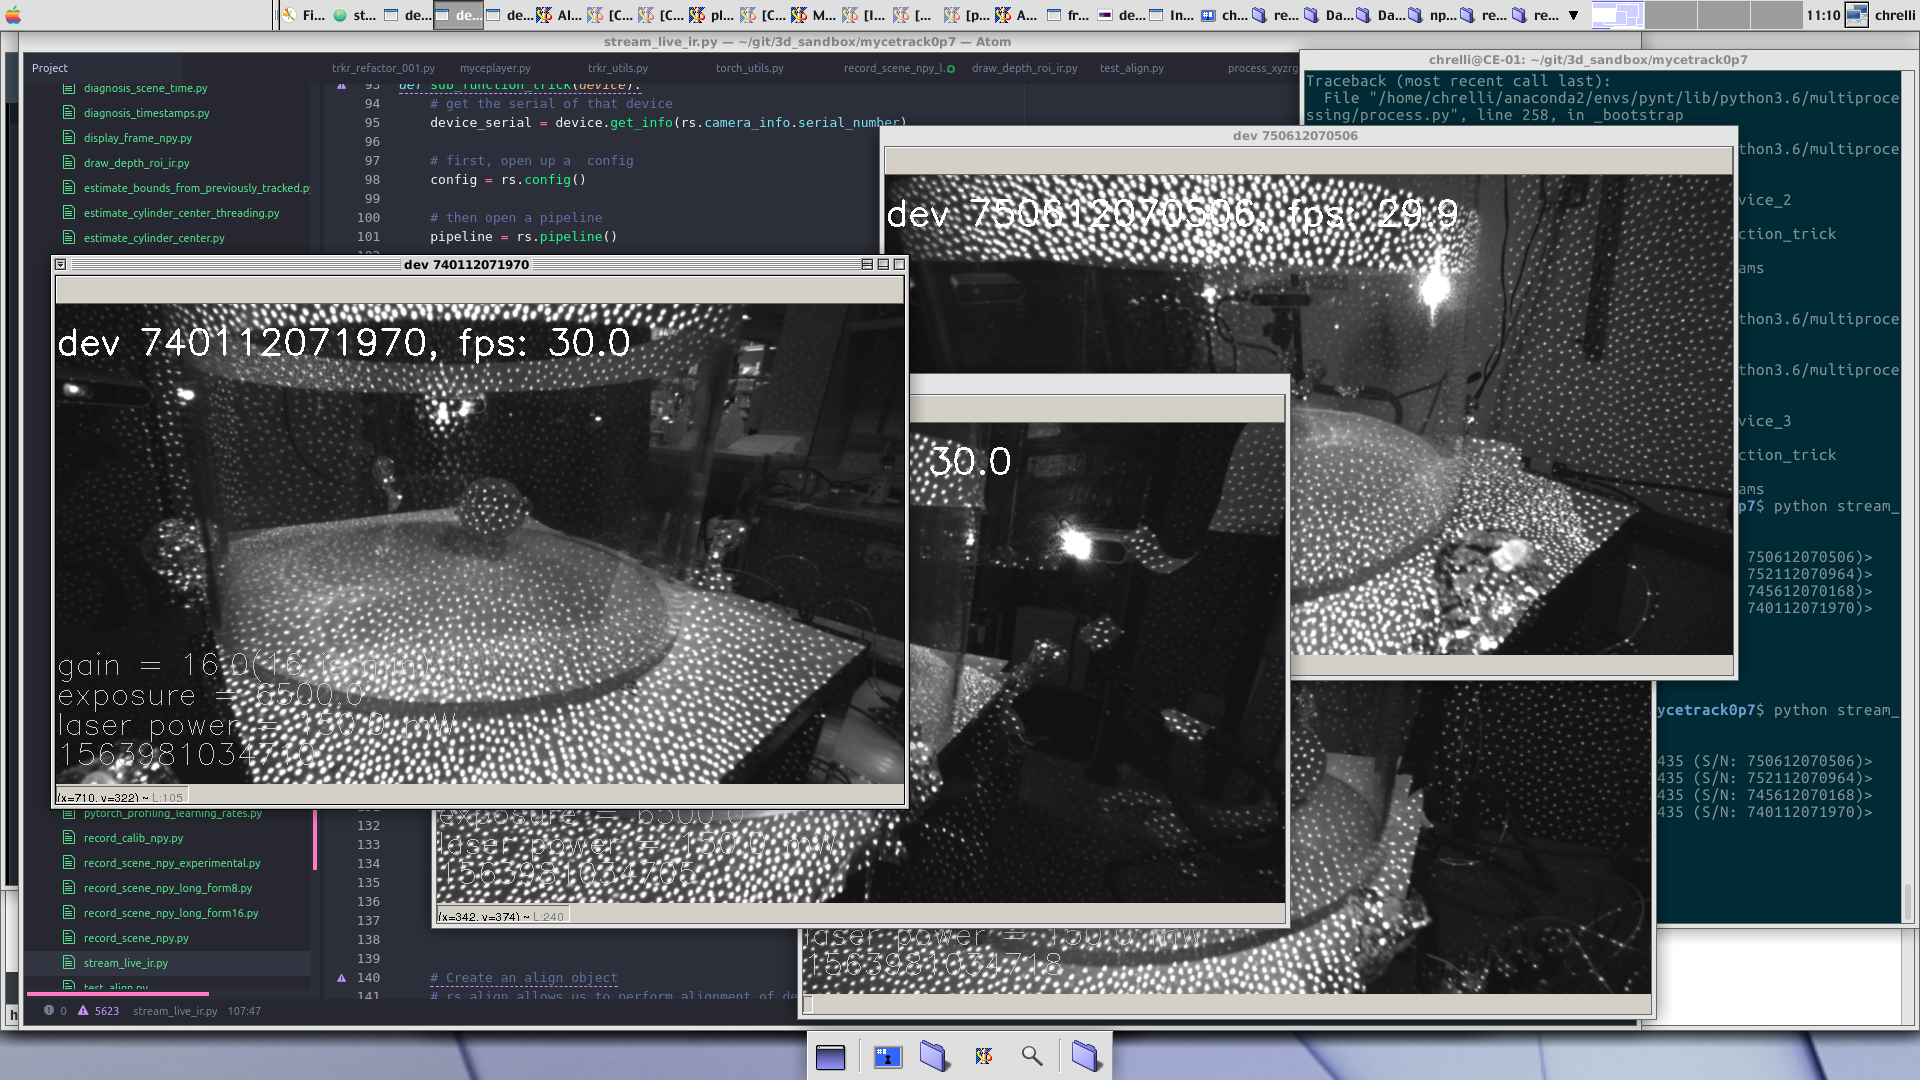 Fi...
st...
de...
de...
de...
Al...
[C...
[C...
pl...
[C...
M...
[I...
[...
[p...
A...
fr...
de...
In...
ch...
re...
Da...
Da...
np...
re...
re...
11:10
chrelli
stream_live_ir.py — ~/git/3d_sandbox/mycetrack0p7 — Atom
Project
trkr_refactor_001.py
myceplayer.py
trkr_utils.py
torch_utils.py
record_scene_npy_l.
draw_depth_roi_ir.py
test_align.py
process_xyzrg
diagnosis_scene_time.py
diagnosis_timestamps.py
display_frame_npy.py
draw_depth_roi_ir.py
estimate_bounds_from_previously_tracked.py
estimate_cylinder_center_threading.py
estimate_cylinder_center.py
93 def sub_function_trick(device):
94 # get the serial of that device
95 device_serial = device.get_info(rs.camera_info.serial_number)
96
97 # first, open up a  config
98 config = rs.config()
99
100 # then open a pipeline
101 pipeline = rs.pipeline()
chrelli@CE-01: ~/git/3d_sandbox/mycetrack0p7
Traceback (most recent call last):
File "/home/chrelli/anaconda2/envs/pynt/lib/python3.6/multiproce
ssing/process.py", line 258, in _bootstrap
thon3.6/multiproce
vice_2
ction_trick
ams
thon3.6/multiproce
thon3.6/multiproce
vice_3
ction_trick
ams
p7$ python stream_
750612070506)>
752112070964)>
745612070168)>
740112071970)>
ycetrack0p7$ python stream_
435 (S/N: 750612070506)>
435 (S/N: 752112070964)>
435 (S/N: 745612070168)>
435 (S/N: 740112071970)>
dev 750612070506
dev 750612070506, fps: 29.9
dev 740112071970
dev 740112071970, fps: 30.0
gain = 16.0(16 is min)
exposure = 6500.0
laser power = 150.0 mW
1563981034710
(x=710, y=322) ~ L:105
30.0
exposure = 6500.0
laser power = 150.0 mW
1563981034705
(x=342, y=374) ~ L:240
laser power = 150.0 mW
1563981034718
pytorch_profiling_learning_rates.py
record_calib_npy.py
record_scene_npy_experimental.py
record_scene_npy_long_form8.py
record_scene_npy_long_form16.py
record_scene_npy.py
stream_live_ir.py
test_align.py
132
133
134
135
136
137
138
139
140 # Create an align object
141 # rs.align allows us to perform alignment of de
0
5623
stream_live_ir.py
107:47
h